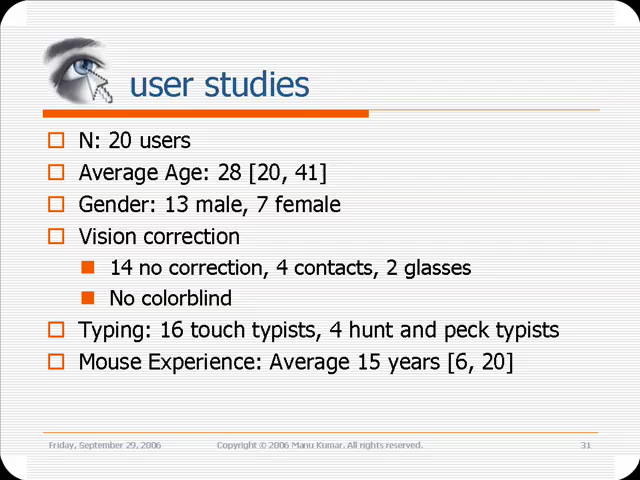 user studies
N: 20 users
Average Age: 28 [20, 41]
Gender: 13 male, 7 female
Vision correction
14 no correction, 4 contacts, 2 glasses
No colorblind
Typing: 16 touch typists, 4 hunt and peck typists
Mouse Experience: Average 15 years [6, 20]
Friday, September 29, 2006 Copyright © 2006 Manu Kumar. All rights reserved. 31